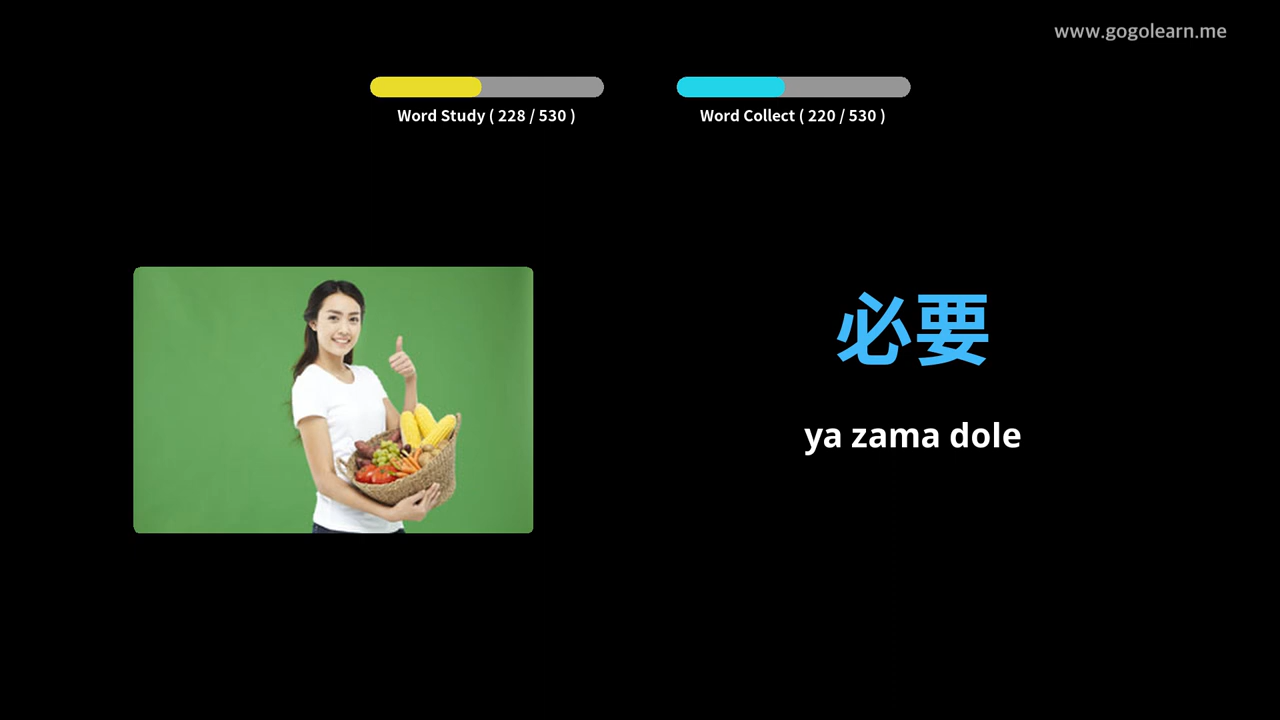 www.gogolearn.me
Word Study ( 228 / 530 )
Word Collect ( 220 / 530 )
必要
ya zama dole